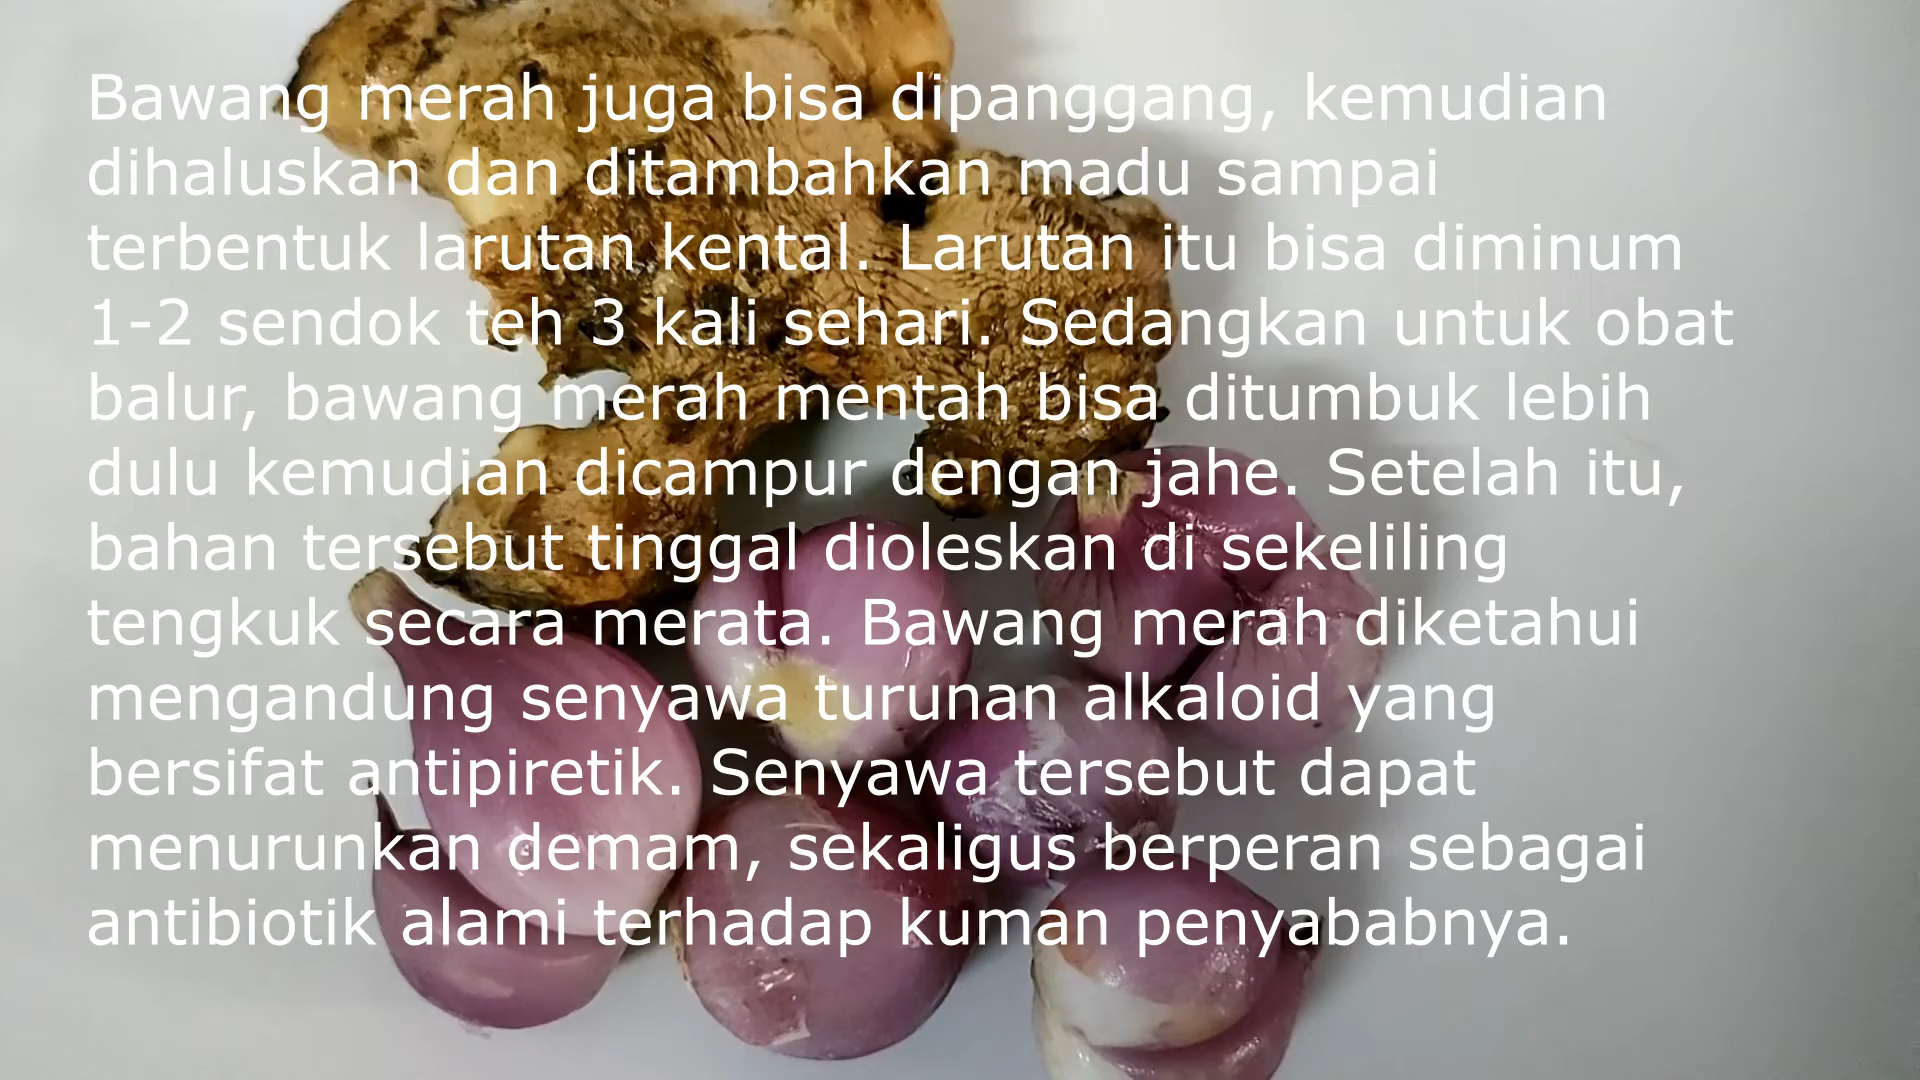 Bawang merah juga bisa dipanggang, kemudian
dihaluskan dan ditambahkan madu sampai
terbentuk larutan kental. Larutan itu bisa diminum
1-2 sendok teh 3 kali sehari. Sedangkan untuk obat
balur, bawang merah mentah bisa ditumbuk lebih
dulu kemudian dicampur dengan jahe. Setelah itu,
bahan tersebut tinggal dioleskan di sekeliling
tengkuk secara merata. Bawang merah diketahui
mengandung senyawa turunan alkaloid yang
bersifat antipiretik. Senyawa tersebut dapat
menurunkan demam, sekaligus berperan sebagai
antibiotik alami terhadap kuman penyababnya.